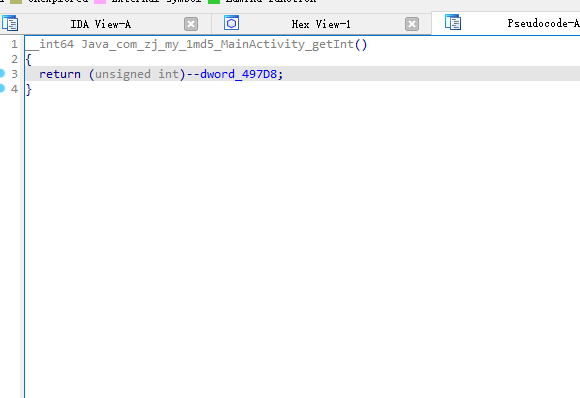 Unexplored External symbol Lumina function
IDA View-A Hex View-1 Pseudocode-A
1 __int64 Java_com_zj_my_1md5_MainActivity_getInt()
2 {
3 return (unsigned int)--dword_497D8;
4 }